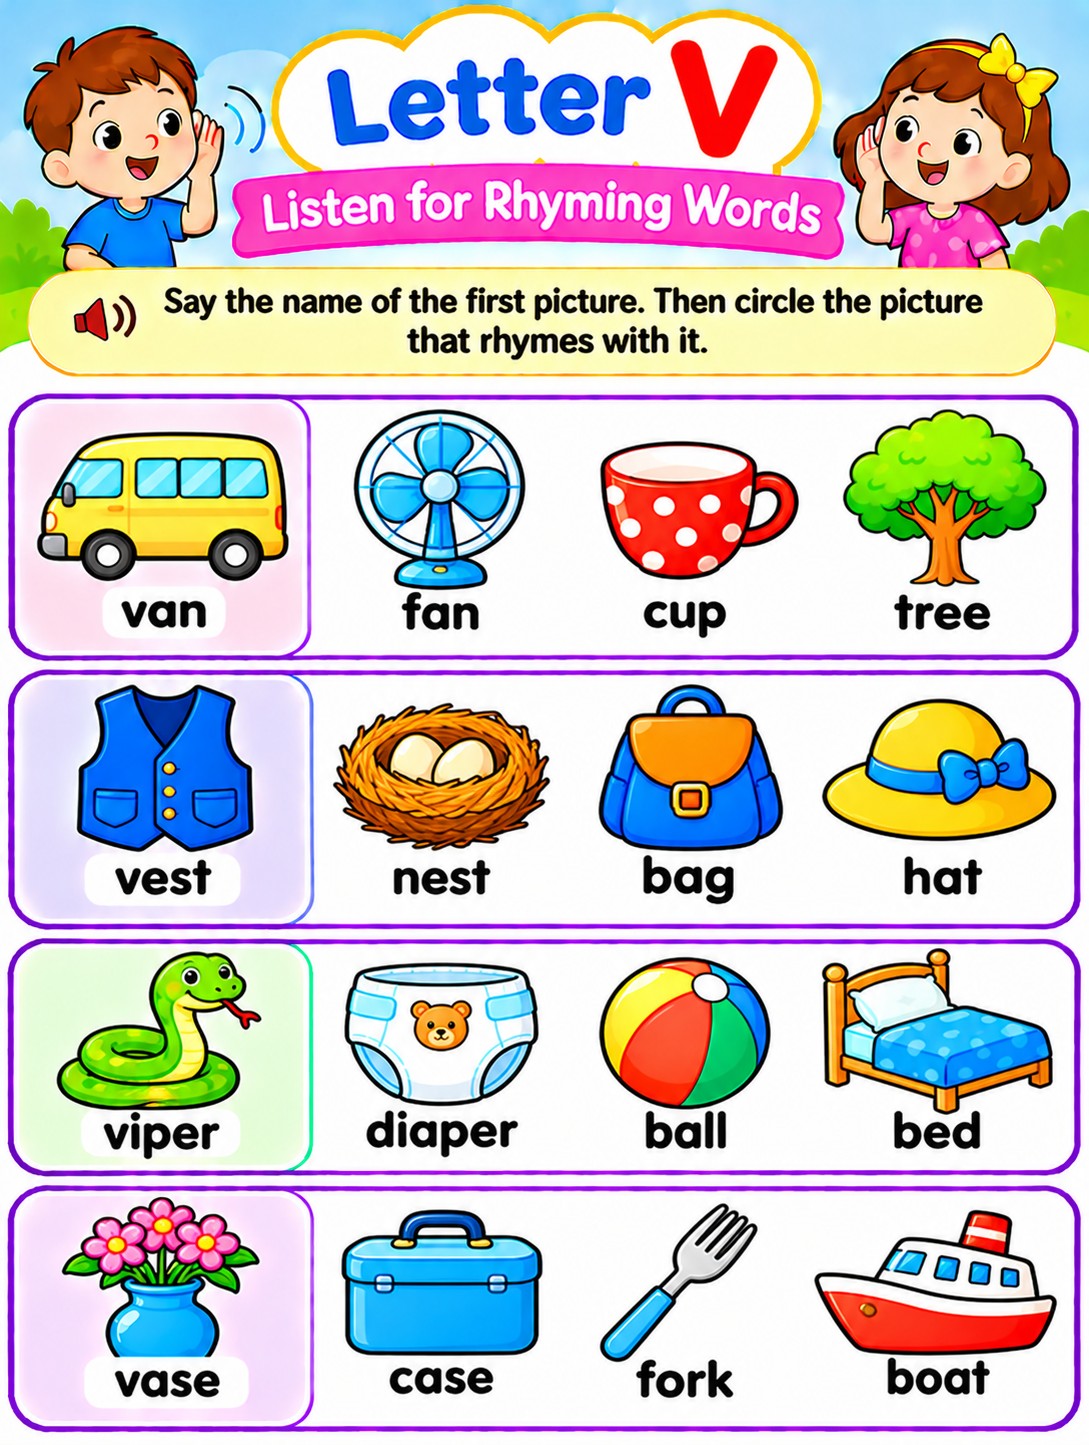 Letter V
Listen for Rhyming Words
Say the name of the first picture. Then circle the picture
that rhymes with it.
van
fan
cup
tree
vest
nest
bag
hat
viper
diaper
ball
bed
vase
case
fork
boat